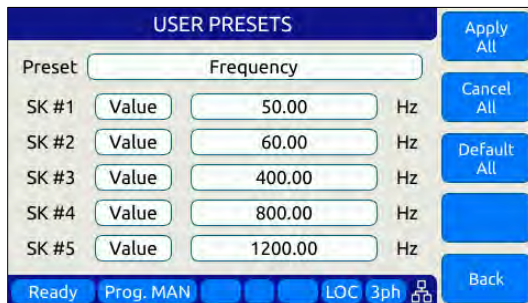 USER PRESETS
Apply
All
Preset Frequency
Cancel
All
SK #1 Value 50.00 Hz
SK #2 Value 60.00 Hz
Default
All
SK #3 Value 400.00 Hz
SK #4 Value 800.00 Hz
SK #5 Value 1200.00 Hz
Back
Ready Prog. MAN LOC 3ph